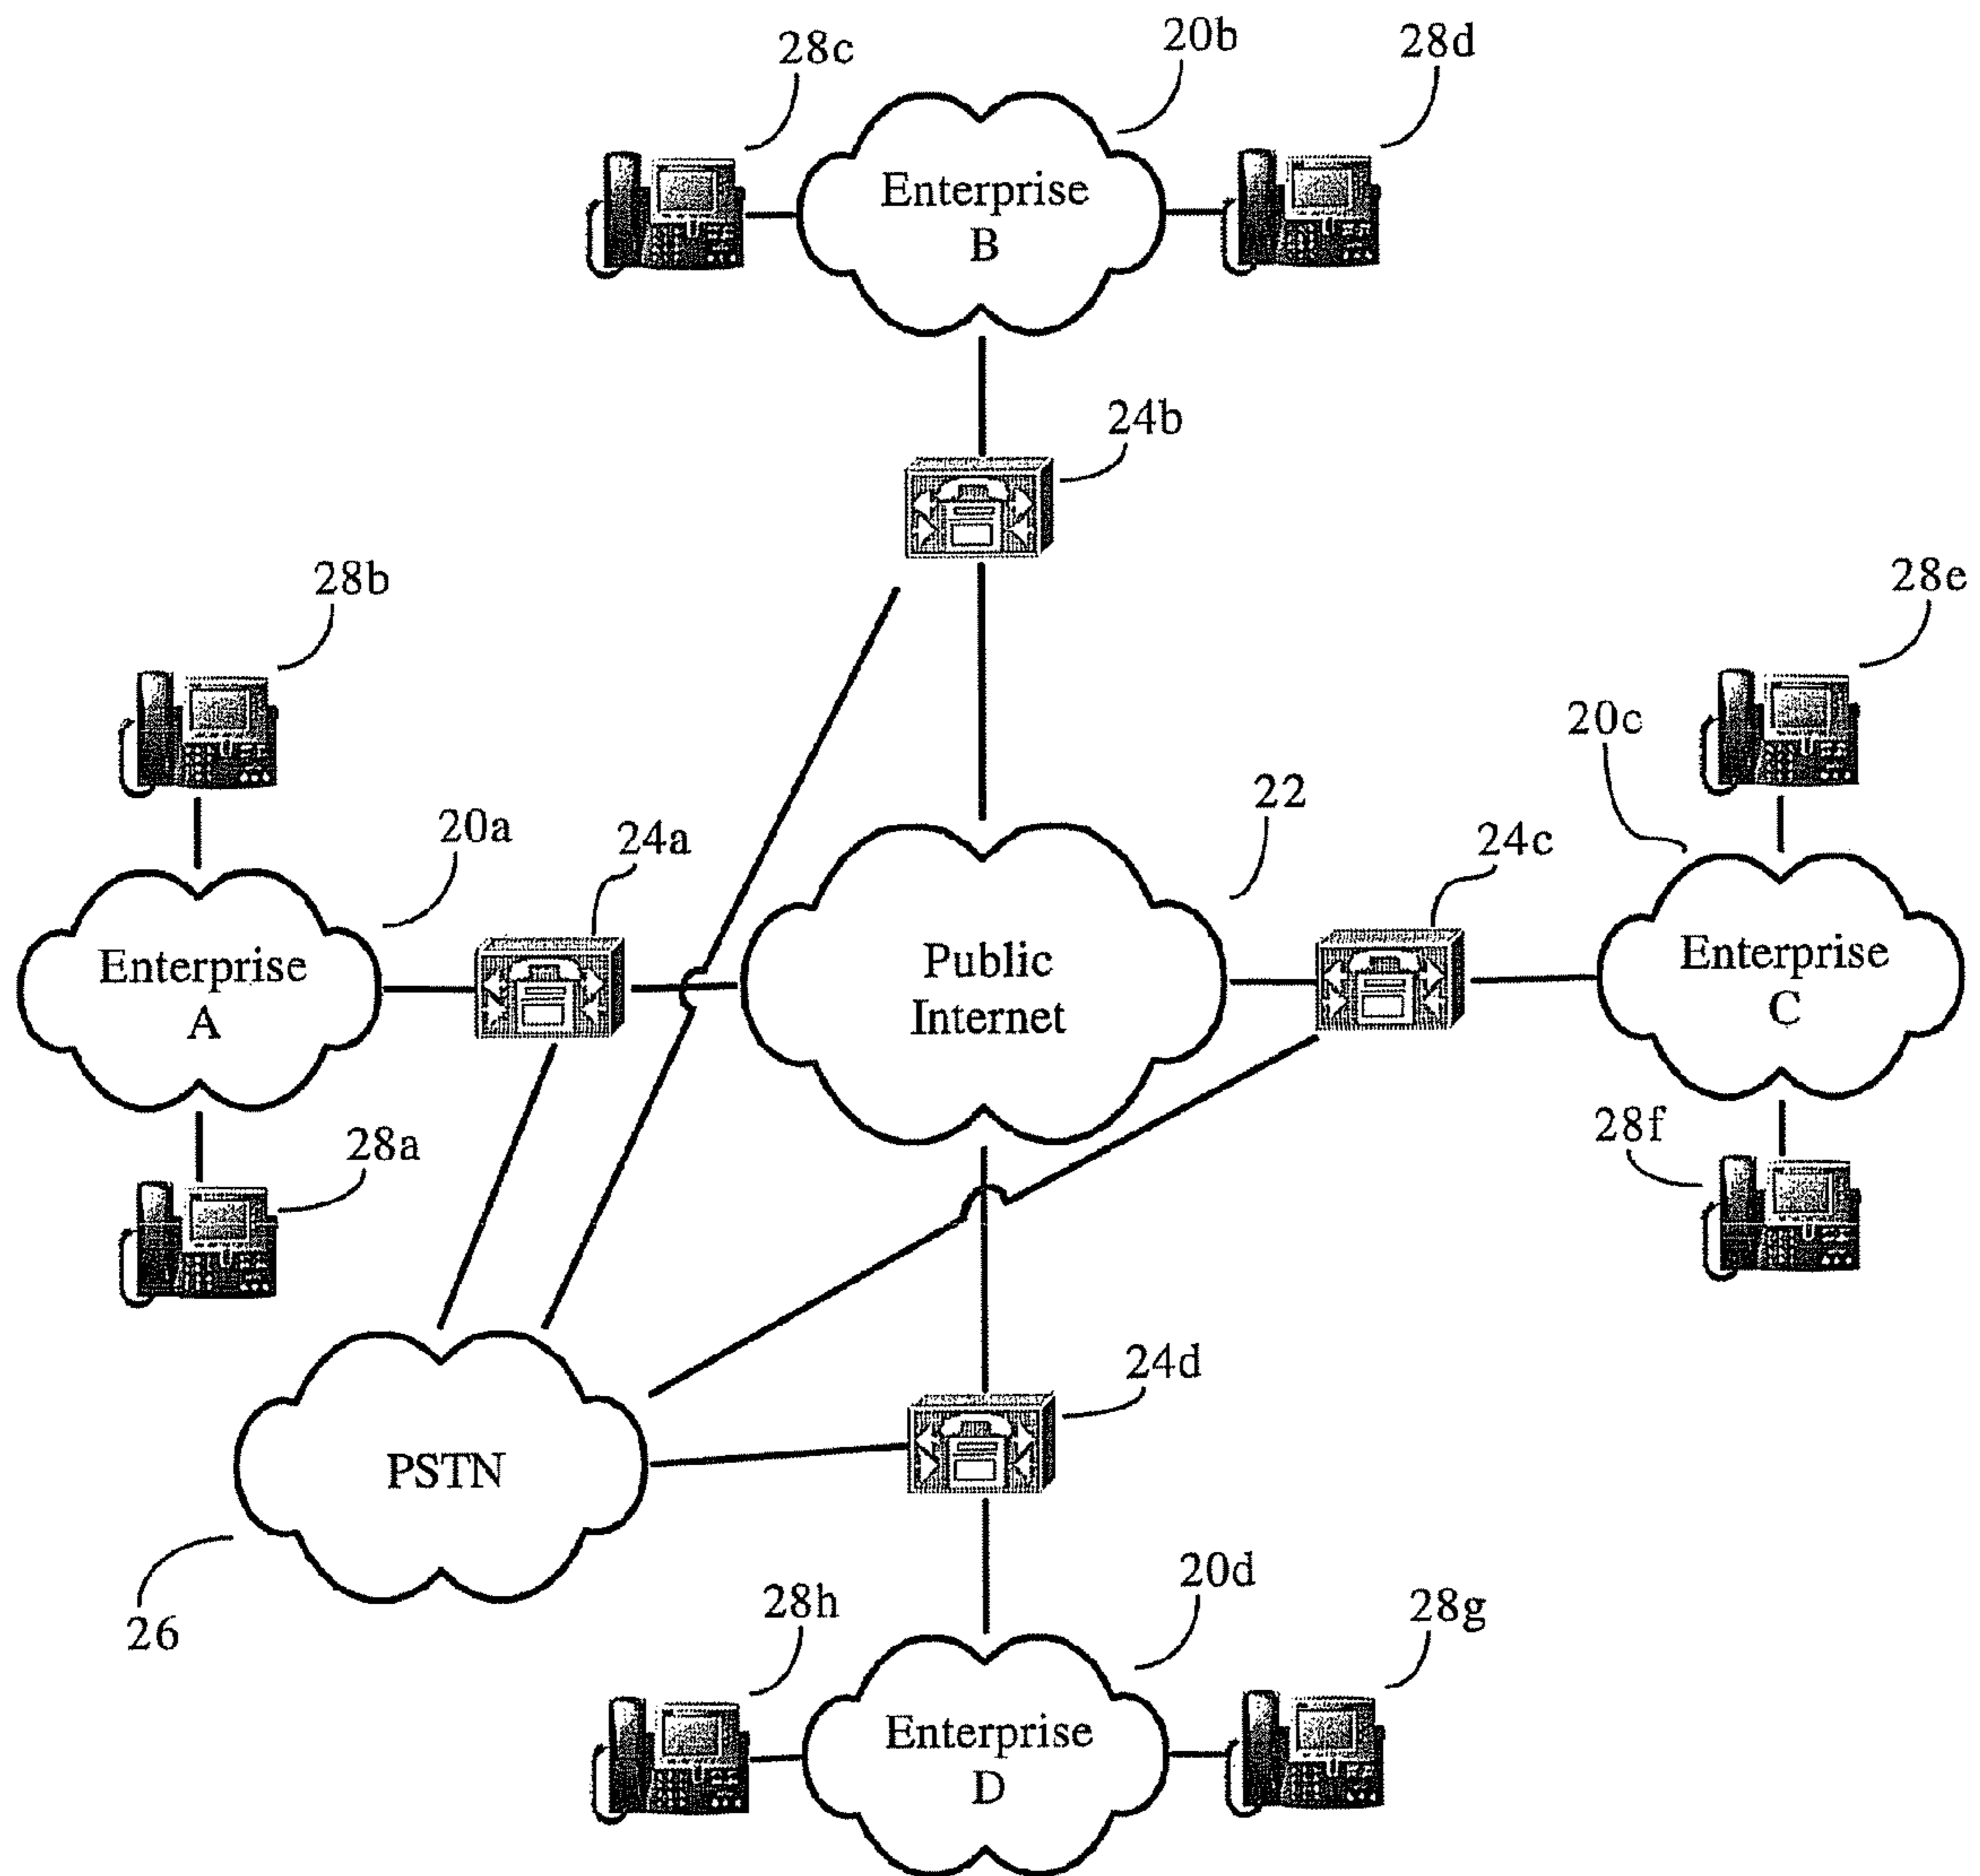 28c
20b
28d
Enterprise
B
24b
28b
28e
20c
20a
24a
22
24c
Enterprise
A
Public
Internet
Enterprise
C
28a
28f
24d
PSTN
26
28h
20d
28g
Enterprise
D